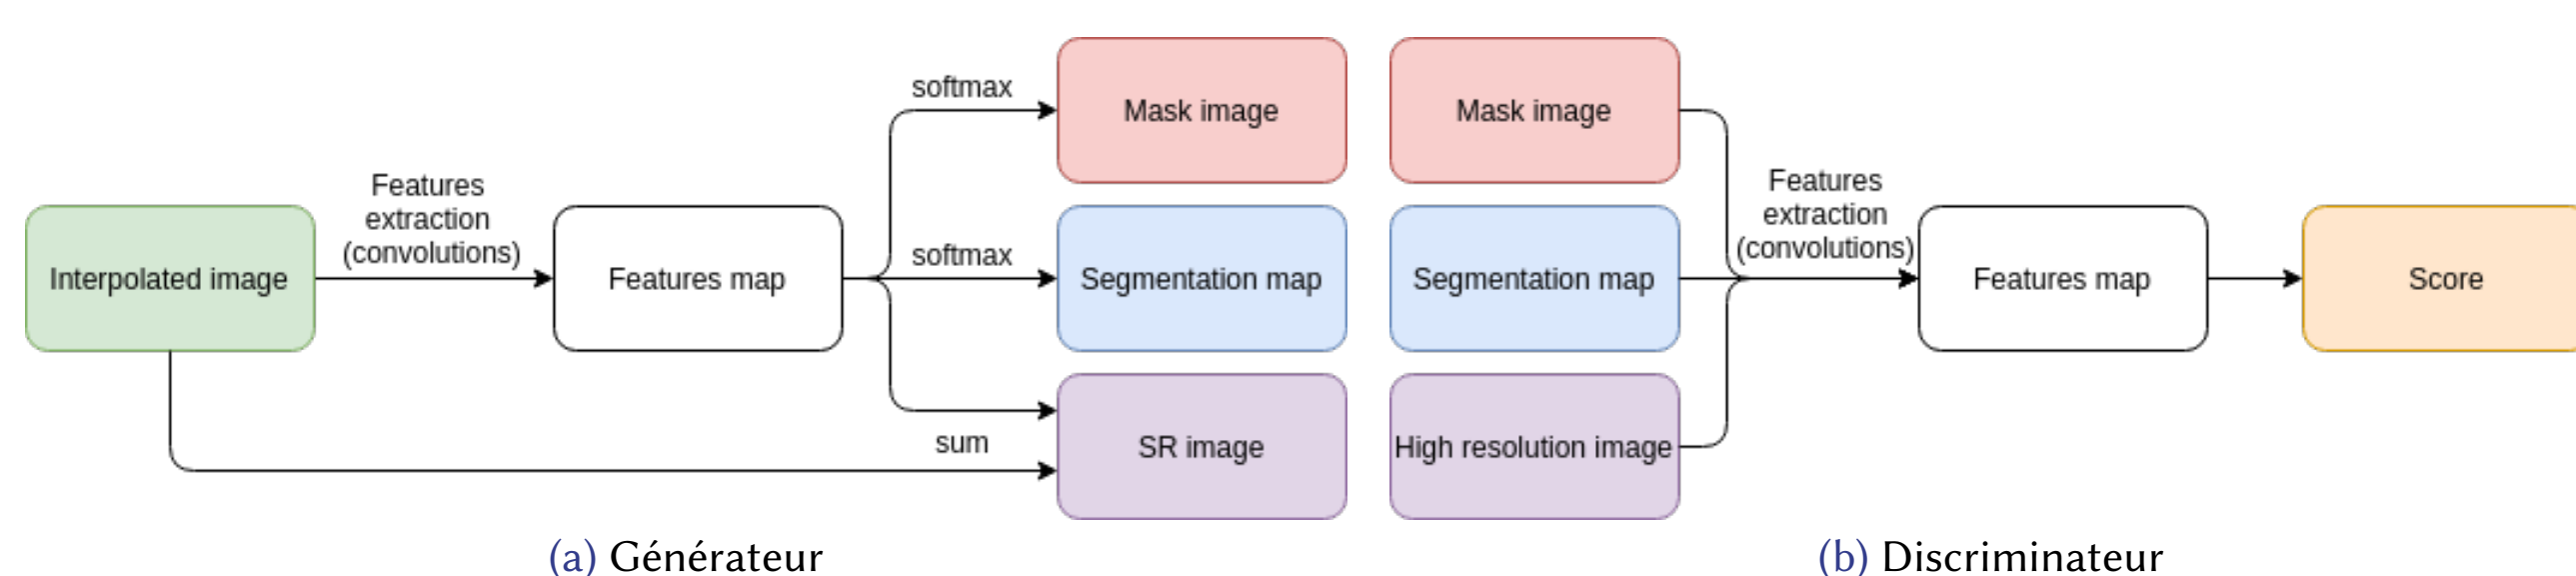 Interpolated image
Features
extraction
(convolutions)
Features map
softmax
Mask image
softmax
Segmentation map
sum
SR image
(a) Générateur
Mask image
Segmentation map
High resolution image
Features
extraction
(convolutions)
Features map
Score
(b) Discriminateur